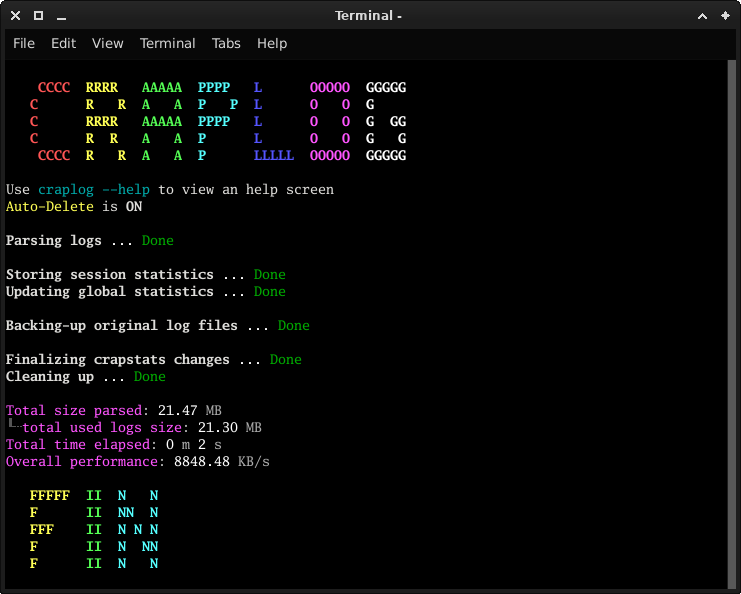 Terminal -
File Edit View Terminal Tabs Help
CCCC RRRR AAAAA PPPP L OOOOO GGGGG
C R R A A P P L O O G
C RRRR AAAAA PPPP L O O G GG
C R R A A P L O O G G
CCCC R R A A P LLLLL OOOOO GGGGG
Use craplog --help to view an help screen
Auto-Delete is ON
Parsing logs ... Done
Storing session statistics ... Done
Updating global statistics ... Done
Backing-up original log files ... Done
Finalizing crapstats changes ... Done
Cleaning up ... Done
Total size parsed: 21.47 MB
total used logs size: 21.30 MB
Total time elapsed: 0 m 2 s
Overall performance: 8848.48 KB/s
FFFFF II N N
F II NN N
FFF II N N N
F II N NN
F II N N